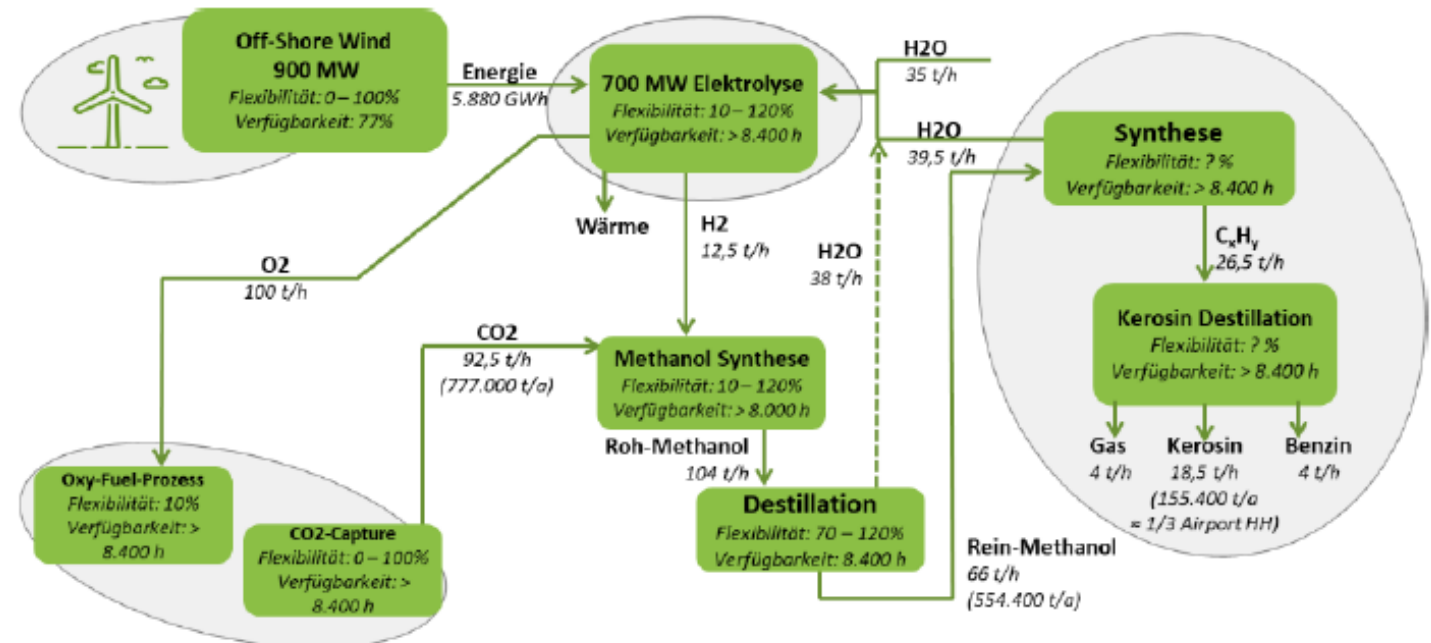 Off-Shore Wind
900 MW
Flexibilität: 0 – 100%
Verfügbarkeit: 77%
Energie
5.880 GWh
700 MW Elektrolyse
Flexibilität: 10 – 120%
Verfügbarkeit: > 8.400 h
H2O
35 t/h
H2O
39,5 t/h
Synthese
Flexibilität: ? %
Verfügbarkeit: > 8.400 h
Wärme
H2
12,5 t/h
H2O
38 t/h
CxHy
26,5 t/h
O2
100 t/h
CO2
92,5 t/h
(777.000 t/a)
Methanol Synthese
Flexibilität: 10 – 120%
Verfügbarkeit: > 8.000 h
Kerosin Destillation
Flexibilität: ? %
Verfügbarkeit: > 8.400 h
Gas
4 t/h
Kerosin
18,5 t/h
(155.400 t/a
= 1/3 Airport HH)
Benzin
4 t/h
Roh-Methanol
104 t/h
Oxy-Fuel-Prozess
Flexibilität: 10%
Verfügbarkeit: >
8.400 h
CO2-Capture
Flexibilität: 0 – 100%
Verfügbarkeit: >
8.400 h
Destillation
Flexibilität: 70 – 120%
Verfügbarkeit: 8.400 h
Rein-Methanol
66 t/h
(554.400 t/a)